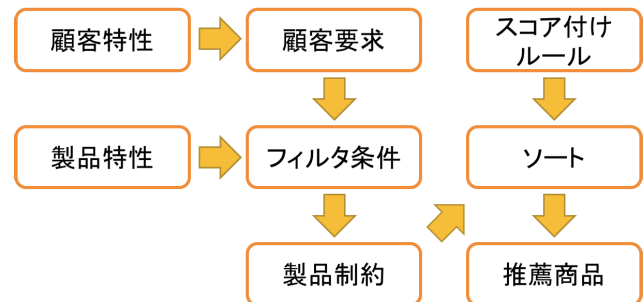 顧客特性
顧客要求
スコア付け
ルール
製品特性
フィルタ条件
ソート
製品制約
推薦商品